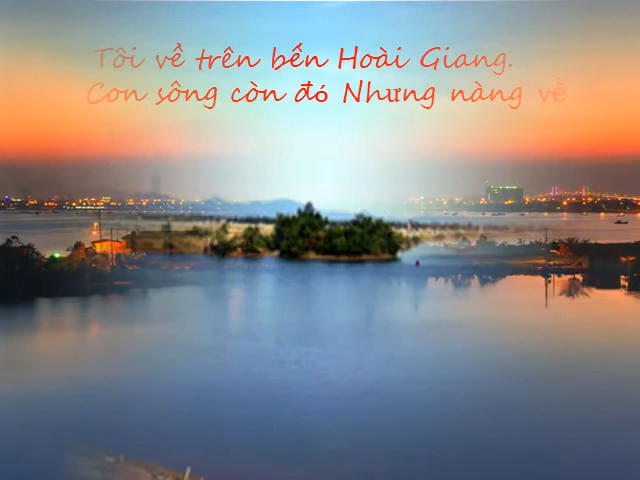 Tôi về trên bến Hoài Giang.
Con sông còn đó Nhưng nàng về